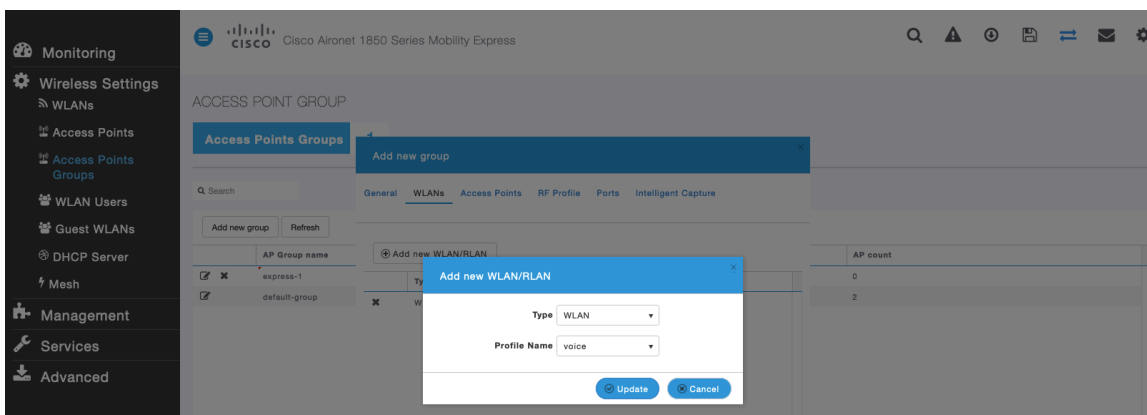 Monitoring
Wireless Settings
WLANs
Access Points
Access Points
Groups
WLAN Users
Guest WLANs
DHCP Server
Mesh
Management
Services
Advanced
CISCO
Cisco Aironet 1850 Series Mobility Express
ACCESS POINT GROUP
Access Points Groups
Search
Add new group
Refresh
AP Group name
AP count
express-1
0
default-group
2
Add new group
General WLANs Access Points RF Profile Ports Intelligent Capture
Add new WLAN/RLAN
Add new WLAN/RLAN
Type WLAN
Profile Name voice
Update
Cancel